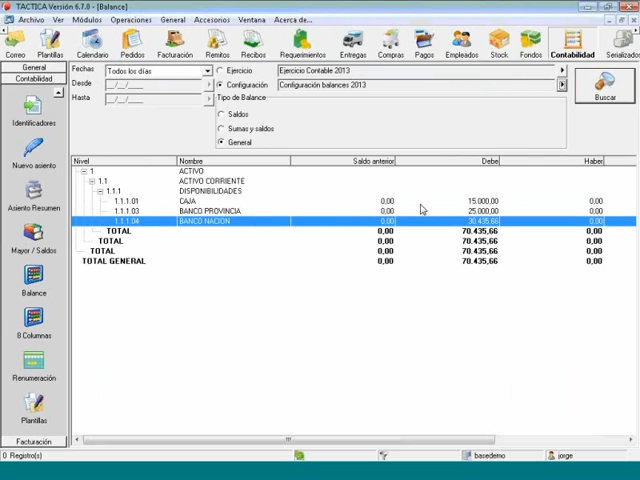 TACTICA Versión 6.7.0 - [Balance]
Archivo Ver Módulos Operaciones General Accesorios Ventana Acerca de...
Correo Plantillas Calendario Pedidos Facturación Remitos Recibos Requerimientos Entregas Compras Pagos Empleados Stock Fondos Contabilidad Serializado
General
Contabilidad
Identificadores
Nuevo asiento
Asiento Resumen
Mayor / Saldos
Balance
8 Columnas
Renumeración
Plantillas
Facturación
Fechas Todos los días
Desde __/__/____
Hasta __/__/____
Ejercicio Ejercicio Contable 2013
Configuración Configuración balances 2013
Tipo de Balance
Saldos
Sumas y saldos
General
Buscar
Nivel Nombre Saldo anterior Debe Haber
1 ACTIVO
1.1 ACTIVO CORRIENTE
1.1.1 DISPONIBILIDADES
1.1.1.01 CAJA 0,00 15.000,00 0,00
1.1.1.03 BANCO PROVINCIA 0,00 25.000,00 0,00
1.1.1.04 BANCO NACION 0,00 30.435,66 0,00
TOTAL 0,00 70.435,66 0,00
TOTAL 0,00 70.435,66 0,00
TOTAL 0,00 70.435,66 0,00
TOTAL GENERAL 0,00 70.435,66 0,00
0 Registro(s) basedemo jorge